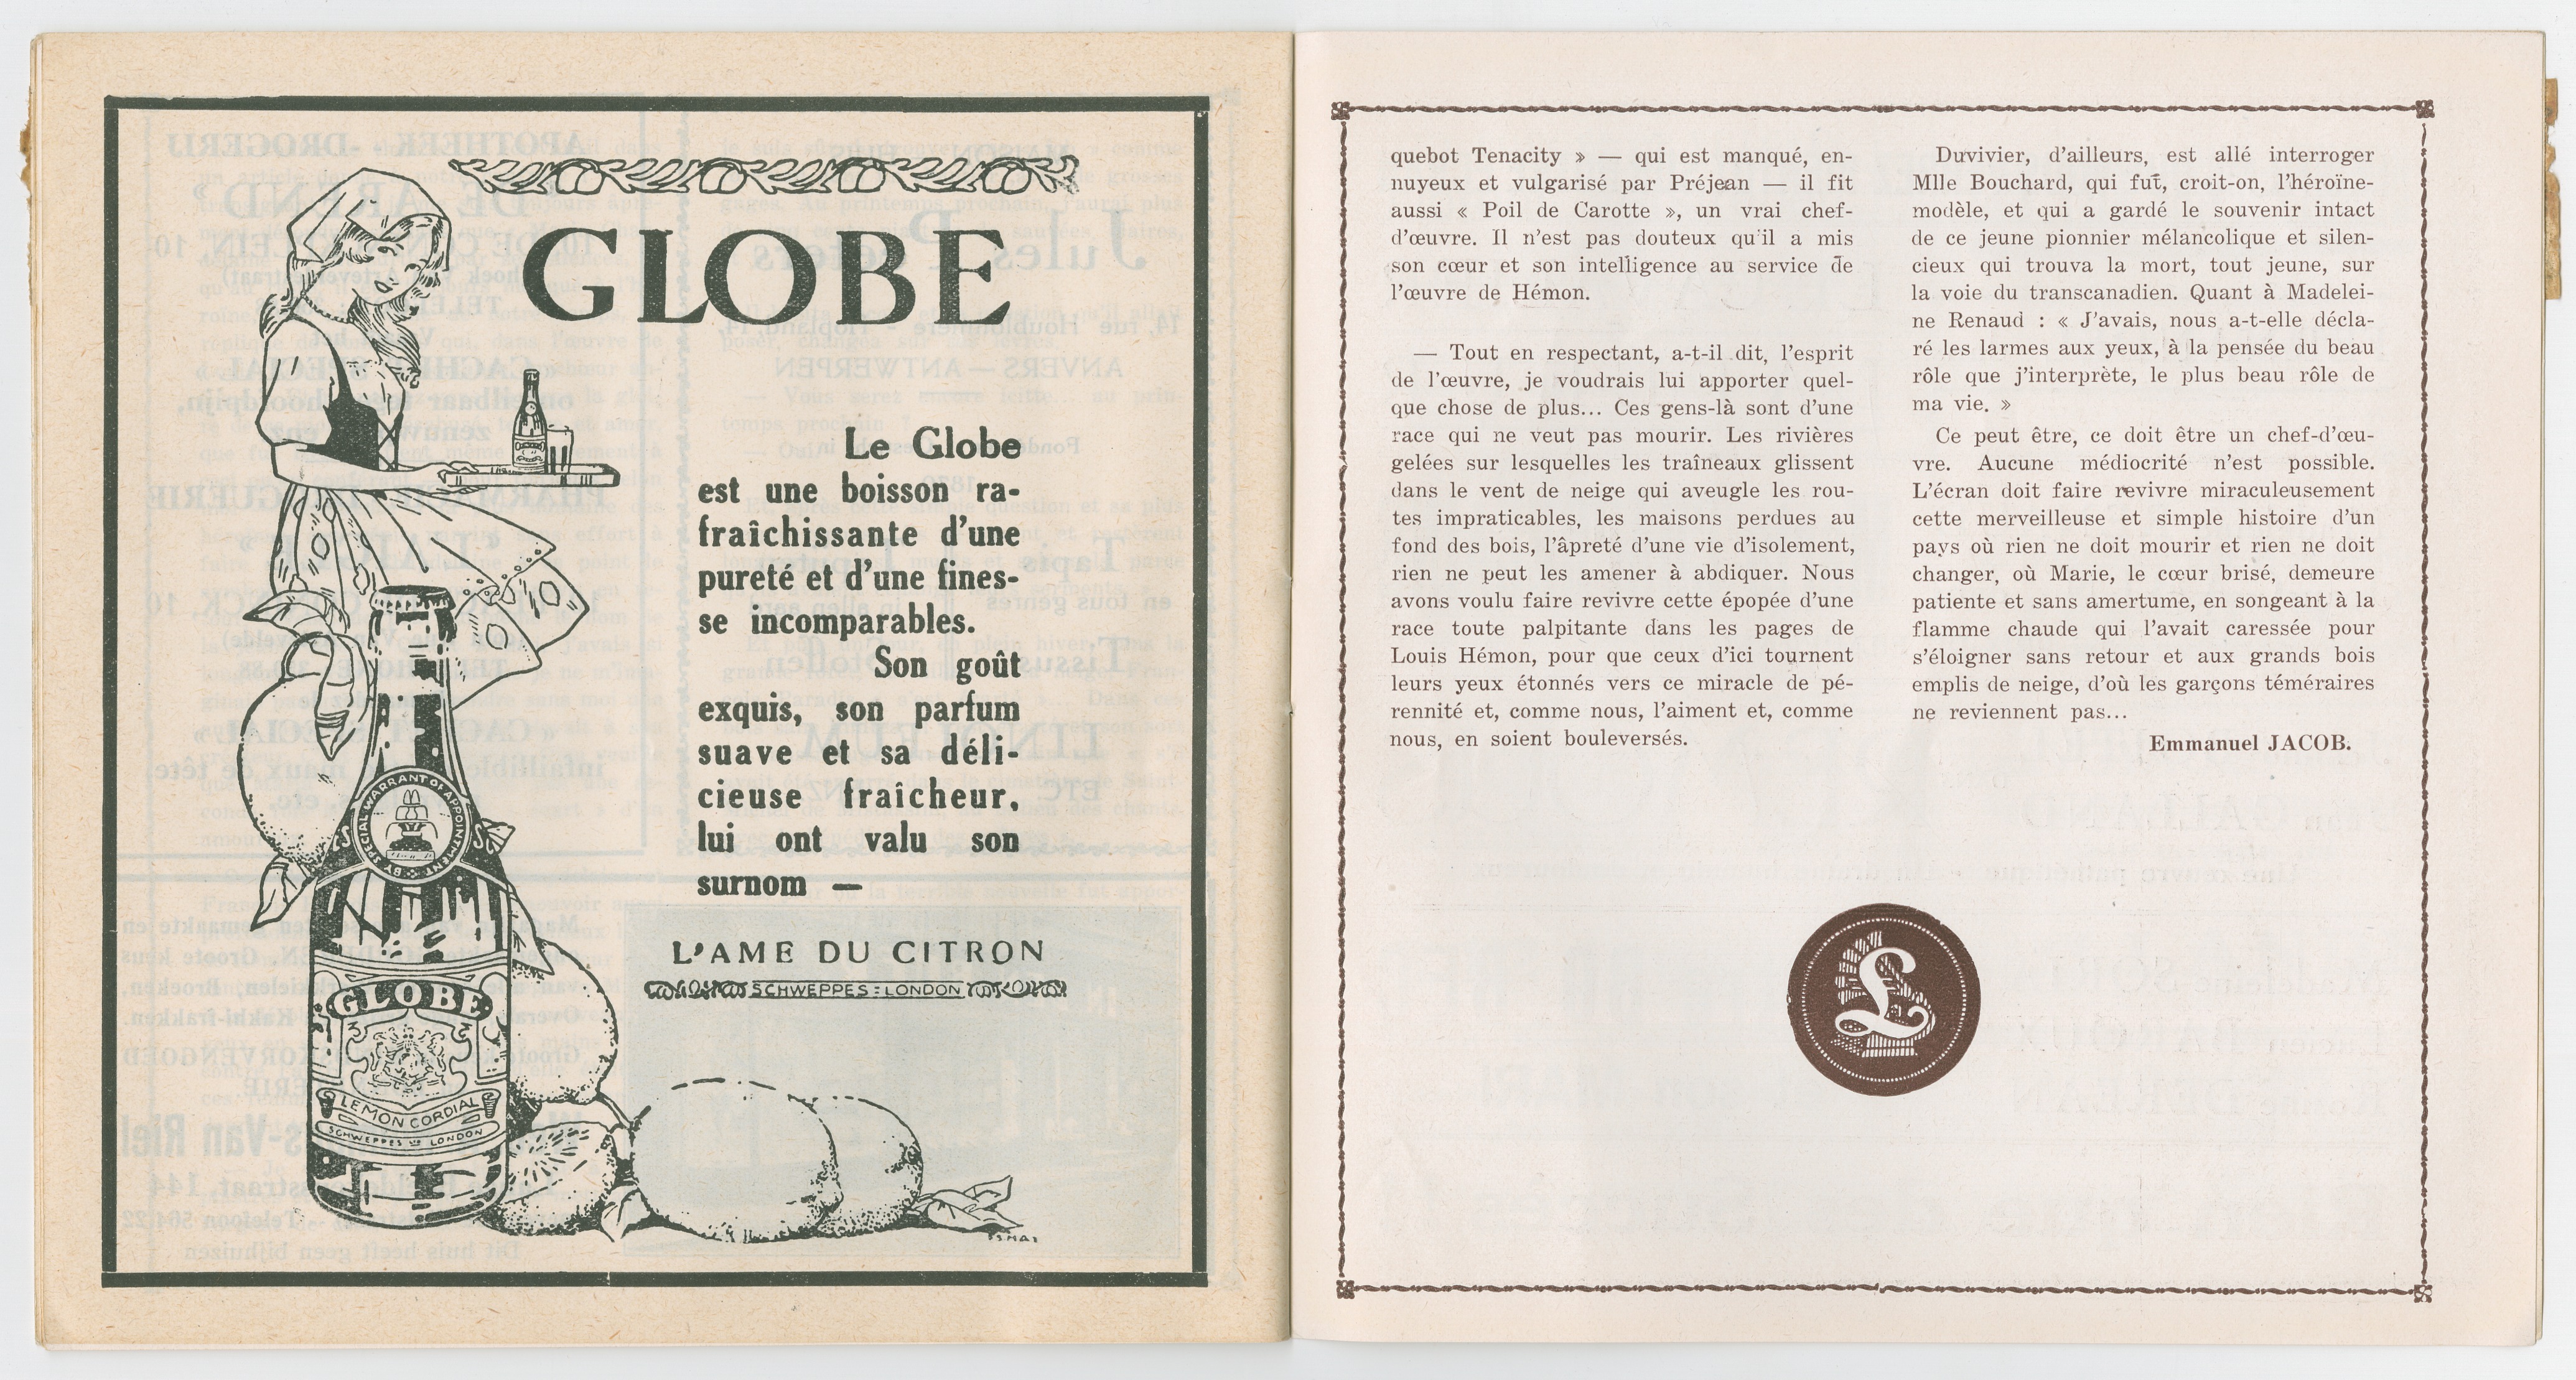 GLOBE
Le Globe
est une boisson ra-
fraîchissante d'une
pureté et d'une fines-
se incomparables.
Son goût
exquis, son parfum
suave et sa déli-
cieuse fraîcheur,
lui ont valu son
surnom —
L'AME DU CITRON
SCHWEPPES : LONDON
BY SPECIAL WARRANT OF APPOINTMENT
GLOBE
LEMON CORDIAL
SCHWEPPES LTD LONDON
quebot Tenacity » — qui est manqué, en-
nuyeux et vulgarisé par Préjean — il fit
aussi « Poil de Carotte », un vrai chef-
d'œuvre. Il n'est pas douteux qu'il a mis
son cœur et son intelligence au service de
l'œuvre de Hémon.
— Tout en respectant, a-t-il dit, l'esprit
de l'œuvre, je voudrais lui apporter quel-
que chose de plus... Ces gens-là sont d'une
race qui ne veut pas mourir. Les rivières
gelées sur lesquelles les traîneaux glissent
dans le vent de neige qui aveugle les rou-
tes impraticables, les maisons perdues au
fond des bois, l'âpreté d'une vie d'isolement,
rien ne peut les amener à abdiquer. Nous
avons voulu faire revivre cette épopée d'une
race toute palpitante dans les pages de
Louis Hémon, pour que ceux d'ici tournent
leurs yeux étonnés vers ce miracle de pé-
rennité et, comme nous, l'aiment et, comme
nous, en soient bouleversés.
Duvivier, d'ailleurs, est allé interroger
Mlle Bouchard, qui fut, croit-on, l'héroïne-
modèle, et qui a gardé le souvenir intact
de ce jeune pionnier mélancolique et silen-
cieux qui trouva la mort, tout jeune, sur
la voie du transcanadien. Quant à Madelei-
ne Renaud : « J'avais, nous a-t-elle décla-
ré les larmes aux yeux, à la pensée du beau
rôle que j'interprète, le plus beau rôle de
ma vie. »
Ce peut être, ce doit être un chef-d'œu-
vre. Aucune médiocrité n'est possible.
L'écran doit faire revivre miraculeusement
cette merveilleuse et simple histoire d'un
pays où rien ne doit mourir et rien ne doit
changer, où Marie, le cœur brisé, demeure
patiente et sans amertume, en songeant à la
flamme chaude qui l'avait caressée pour
s'éloigner sans retour et aux grands bois
emplis de neige, d'où les garçons téméraires
ne reviennent pas...
Emmanuel JACOB.
L